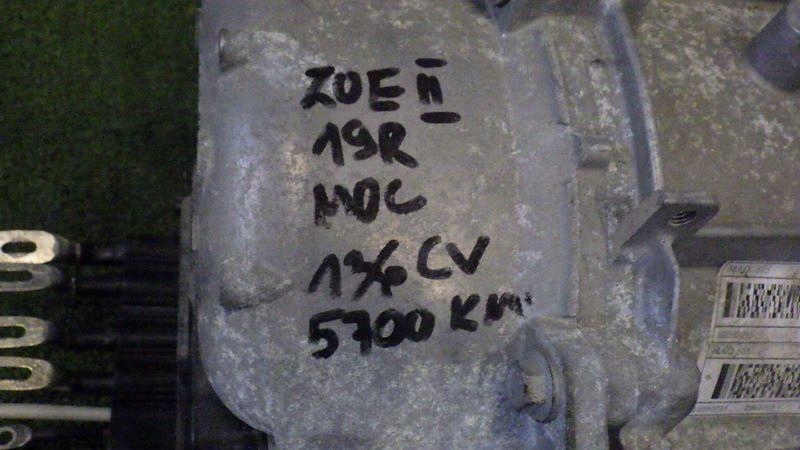 ZOE II
19R
MOC
136 CV
5700 KM